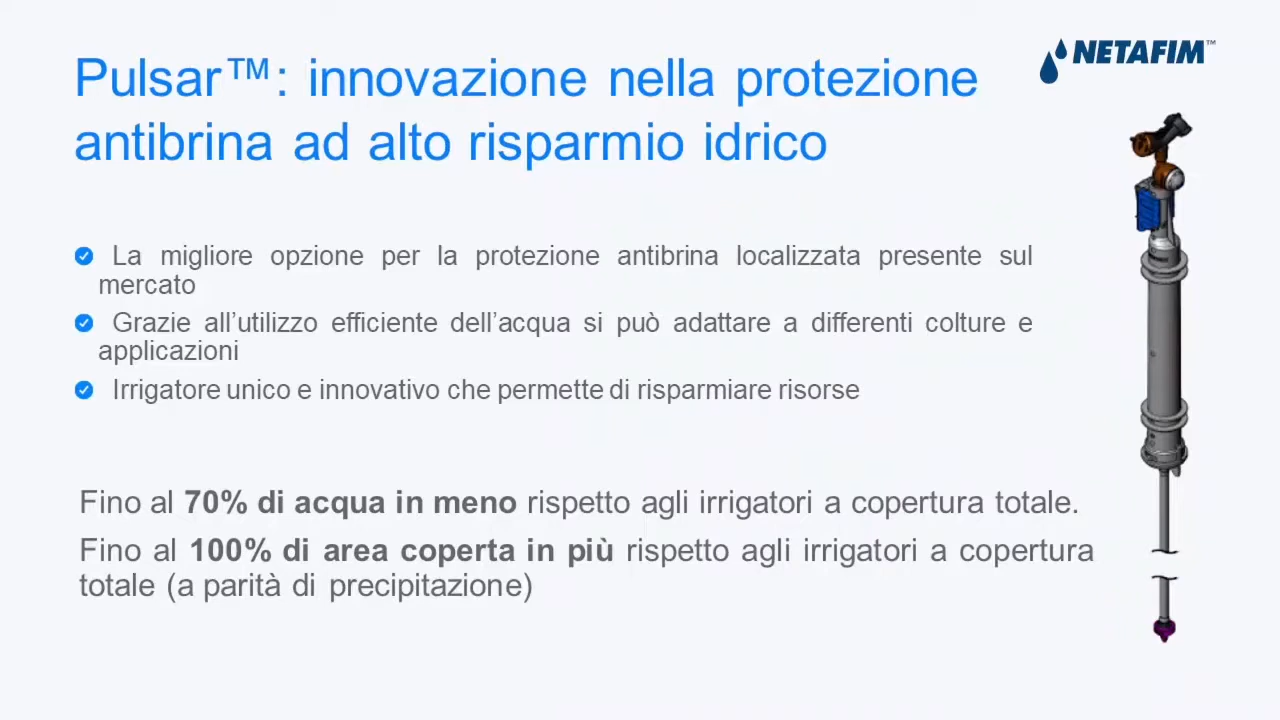 NETAFIM™
Pulsar™: innovazione nella protezione
antibrina ad alto risparmio idrico
La migliore opzione per la protezione antibrina localizzata presente sul
mercato
Grazie all’utilizzo efficiente dell’acqua si può adattare a differenti colture e
applicazioni
Irrigatore unico e innovativo che permette di risparmiare risorse
Fino al 70% di acqua in meno rispetto agli irrigatori a copertura totale.
Fino al 100% di area coperta in più rispetto agli irrigatori a copertura
totale (a parità di precipitazione)